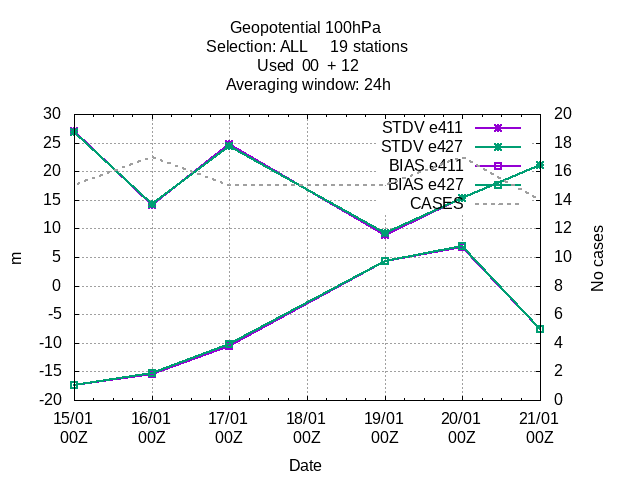 Geopotential 100hPa
Selection: ALL 19 stations
Used 00 + 12
Averaging window: 24h
30
25
20
15
10
5
0
-5
-10
-15
-20
m
20
18
16
14
12
10
8
6
4
2
0
No cases
STDV e411
STDV e427
BIAS e411
BIAS e427
CASES
15/01 16/01 17/01 18/01 19/01 20/01 21/01
00Z 00Z 00Z 00Z 00Z 00Z 00Z
Date